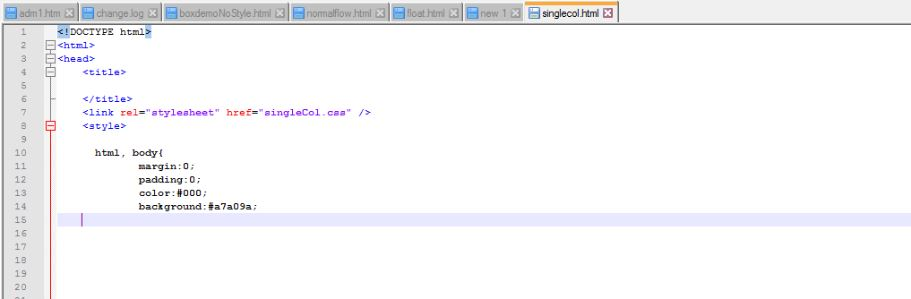 adm1.htm change.log boxdemoNoStyle.html normalflow.html float.html new 1 singlecol.html
1 <!DOCTYPE html>
2 <html>
3 <head>
4 <title>
5
6 </title>
7 <link rel="stylesheet" href="singleCol.css" />
8 <style>
9
10 html, body{
11 margin:0;
12 padding:0;
13 color:#000;
14 background:#a7a09a;
15
16
17
18
19
20